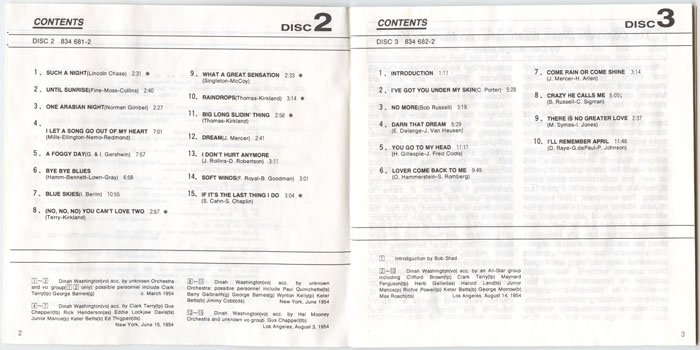 CONTENTS
DISC 2
DISC 2 834 681-2
1. SUCH A NIGHT(Lincoln Chase) 2:31 *
2. UNTIL SUNRISE(Fine-Moss-Collins) 2:40
3. ONE ARABIAN NIGHT(Norman Gimbel) 2:27
4.
I LET A SONG GO OUT OF MY HEART 7:01
(Mills-Ellington-Nemo-Redmond)
5. A FOGGY DAY(G. & I. Gershwin) 7:57
6. BYE BYE BLUES
(Hamm-Bennett-Lown-Gray) 6:58
7. BLUE SKIES(I. Berlin) 10:55
8. (NO, NO, NO) YOU CAN'T LOVE TWO 2:57 *
(Terry-Kirkland)
9. WHAT A GREAT SENSATION 2:33 *
(Singleton-McCoy)
10. RAINDROPS(Thomas-Kirkland) 3:14 *
11. BIG LONG SLIDIN' THING 2:56 *
(Thomas-Kirkland)
12. DREAM(J. Mercer) 2:41
13. I DON'T HURT ANYMORE
(J. Rollins-D. Robertson) 3:11
14. SOFT WINDS(F. Royal-B. Goodman) 3:01
15. IF IT'S THE LAST THING I DO 3:04 *
(S. Cahn-S. Chaplin)
1–3 Dinah Washington(vo) acc. by unknown Orchestra
and vo group(1 2 only) possible personnel include Clark
Terry(tp) George Barnes(g) c. March 1954
4–7 Dinah Washington(vo) acc. by Clark Terry(tp) Gus
Chappell(tb) Rick Henderson(as) Eddie Lockjaw Davis(ts)
Junior Mance(p) Keter Betts(b) Ed Thigpen(ds)
New York, June 15, 1954
8–11 Dinah Washington(vo) acc. by unknown
Orchestra: possible personnel include Paul Quinichette(ts)
Barry Galbraith(g) George Barnes(g) Wynton Kelly(p) Keter
Betts(b) Jimmy Cobb(ds). New York, June 1954
12–15 Dinah Washington(vo) acc. by Hal Mooney
Orchestra and unknown vo group. Gus Chappell(tb)
Los Angeles, August 3, 1954
2
CONTENTS
DISC 3
DISC 3 834 682-2
1. INTRODUCTION 1:11
2. I'VE GOT YOU UNDER MY SKIN(C. Porter) 5:28
3. NO MORE(Bob Russell) 3:19
4. DARN THAT DREAM 5:29
(E. Delange-J. Van Heusen)
5. YOU GO TO MY HEAD 11:17
(H. Gillespie-J. Fred Coots)
6. LOVER COME BACK TO ME 9:49
(O. Hammerstein-S. Romberg)
7. COME RAIN OR COME SHINE 3:14
(J. Mercer-H. Arlen)
8. CRAZY HE CALLS ME 5:05
(B. Russell-C. Sigman)
9. THERE IS NO GREATER LOVE 2:37
(M. Symas-I. Jones)
10. I'LL REMEMBER APRIL 11:48
(D. Raye-G.dePaul-P. Johnson)
1 Introdguction by Bob Shad
2–10 Dinah Washington(vo) acc. by an All-Star group
including Clifford Brown(tp) Clark Terry(tp) Maynard
Ferguson(tp) Herb Geller(as) Harold Land(ts) Junior
Mance(p) Richie Powell(p) Keter Betts(b) George Morrow(b)
Max Roach(ds) Los Angeles, August 14, 1954
3